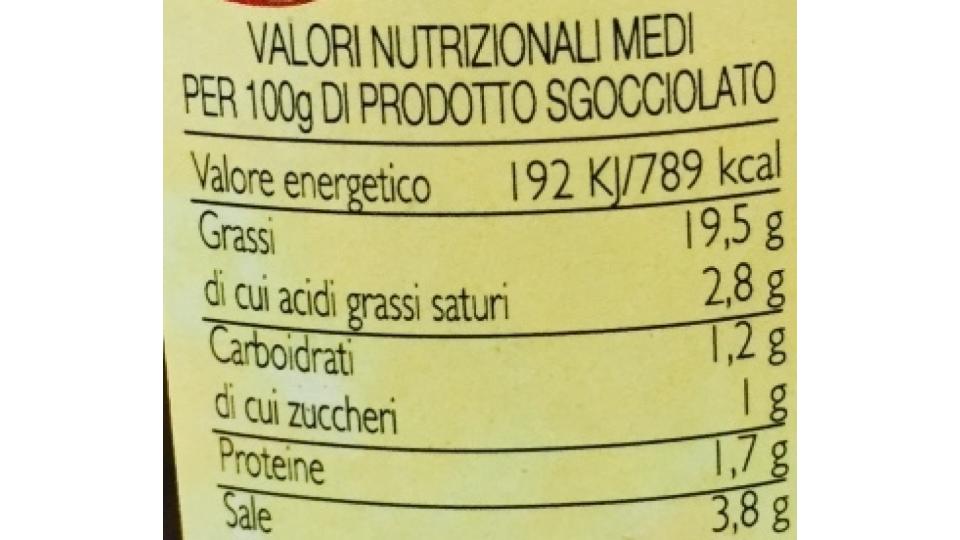 VALORI NUTRIZIONALI MEDI
PER 100g DI PRODOTTO SGOCCIOLATO
Valore energetico 192 KJ/789 kcal
Grassi 19,5 g
di cui acidi grassi saturi 2,8 g
Carboidrati 1,2 g
di cui zuccheri 1 g
Proteine 1,7 g
Sale 3,8 g